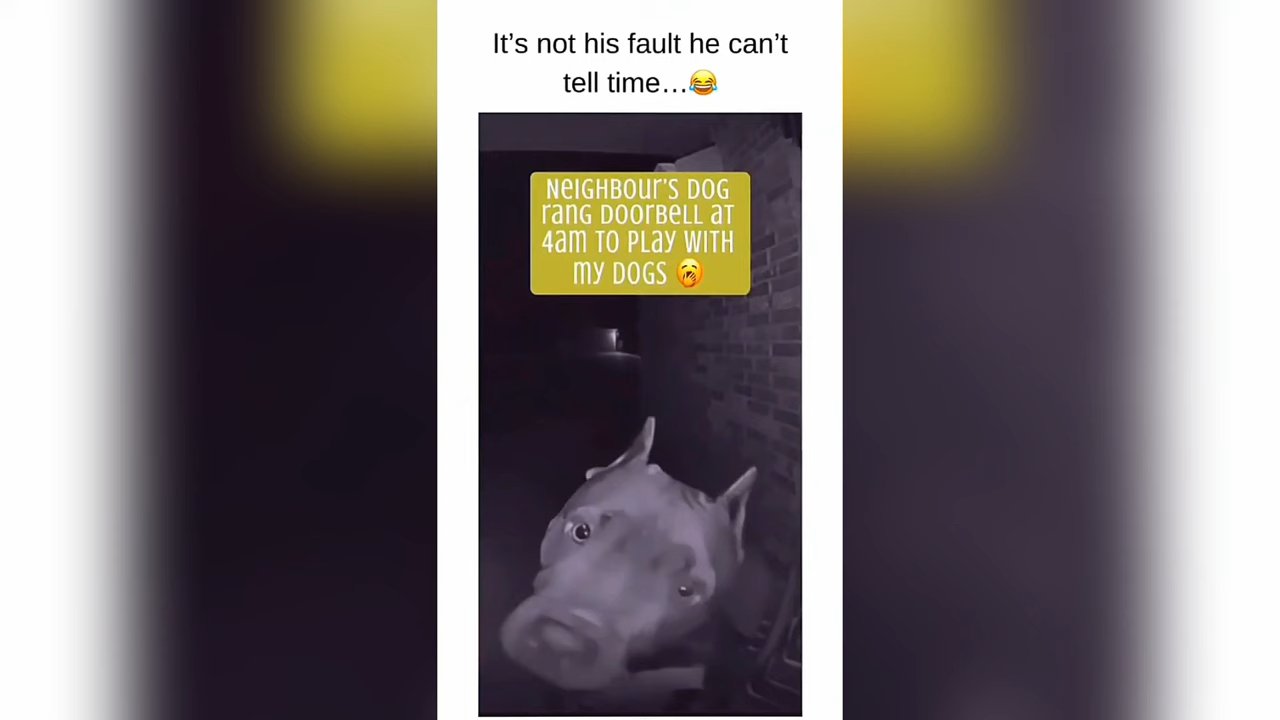 It’s not his fault he can’t
tell time…😂
NEIGHBOUR'S DOG
RANG DOORBELL AT
4AM TO PLAY WITH
MY DOGS 🥱